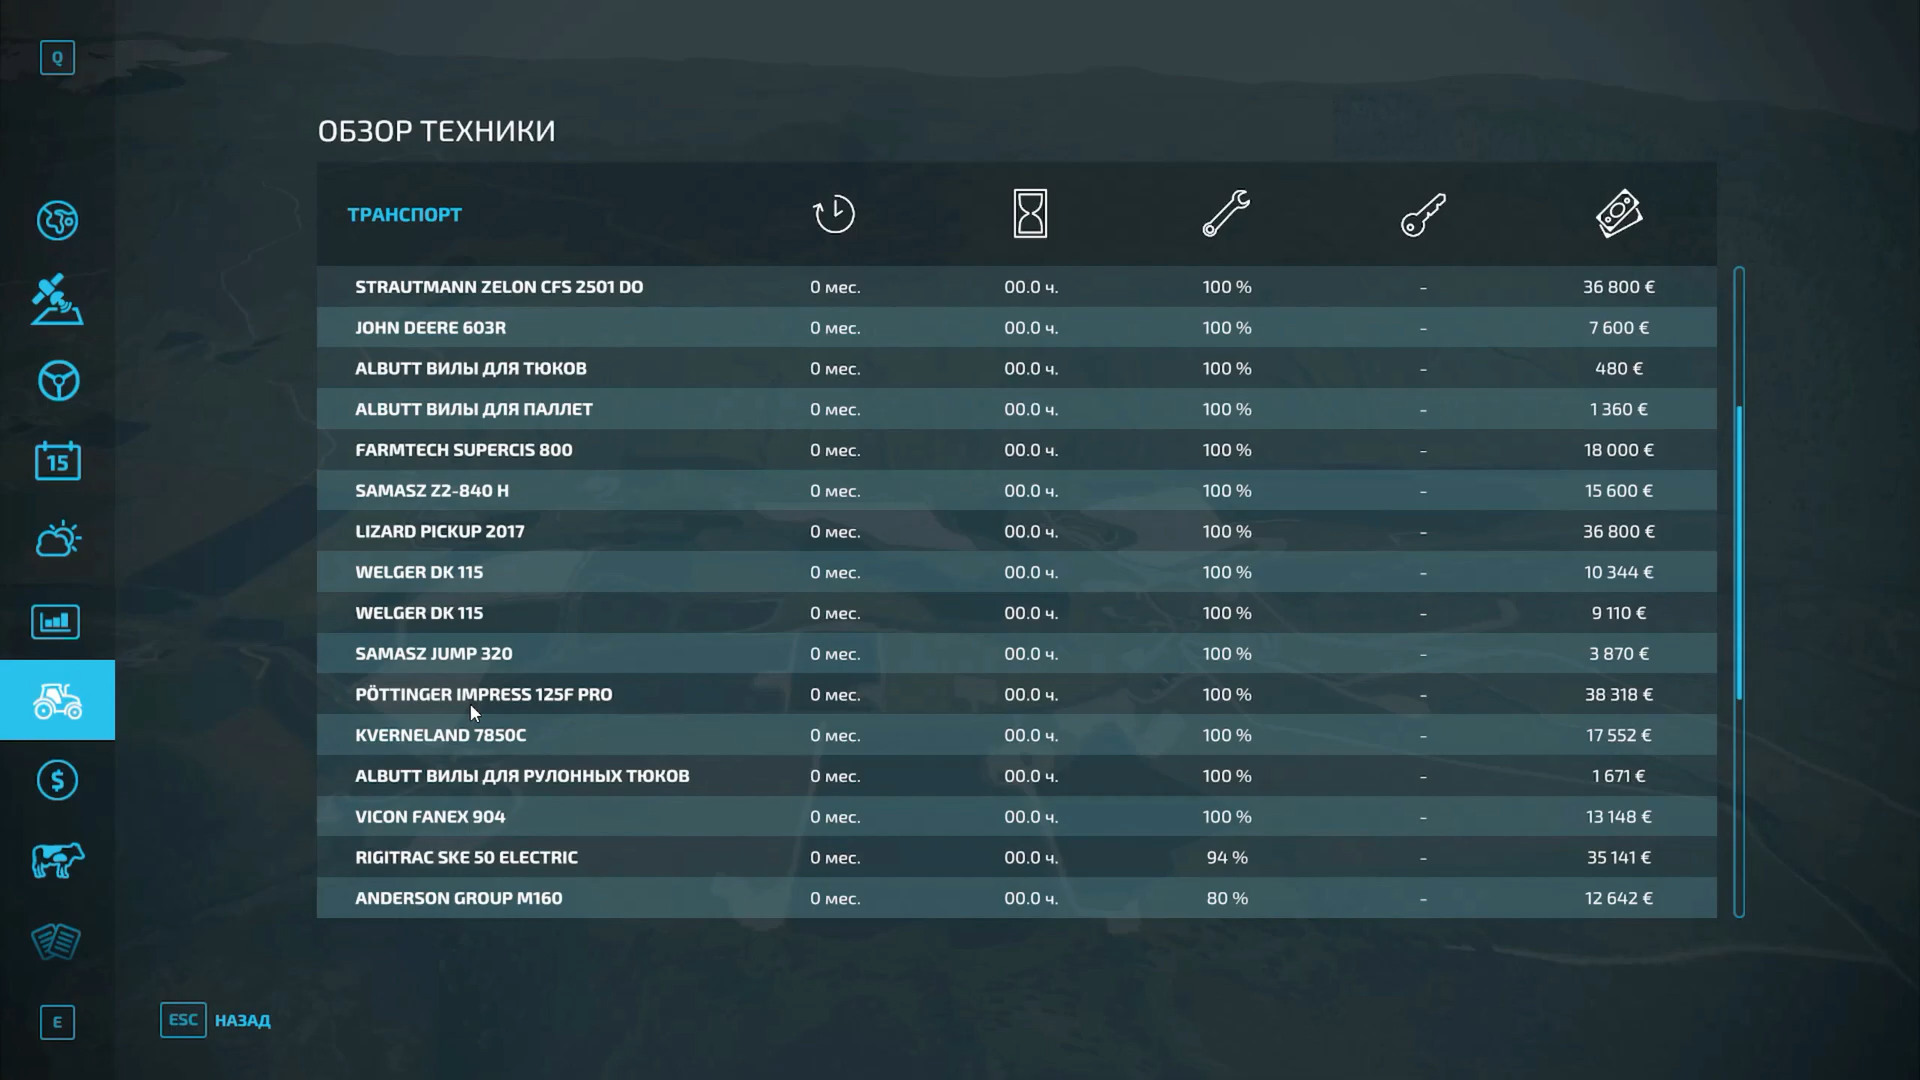 Q
ОБЗОР ТЕХНИКИ
ТРАНСПОРТ
STRAUTMANN ZELON CFS 2501 DO 0 мес. 00.0 ч. 100 % - 36 800 €
JOHN DEERE 603R 0 мес. 00.0 ч. 100 % - 7 600 €
ALBUTT ВИЛЫ ДЛЯ ТЮКОВ 0 мес. 00.0 ч. 100 % - 480 €
ALBUTT ВИЛЫ ДЛЯ ПАЛЛЕТ 0 мес. 00.0 ч. 100 % - 1 360 €
FARMTECH SUPERCIS 800 0 мес. 00.0 ч. 100 % - 18 000 €
SAMASZ Z2-840 H 0 мес. 00.0 ч. 100 % - 15 600 €
LIZARD PICKUP 2017 0 мес. 00.0 ч. 100 % - 36 800 €
WELGER DK 115 0 мес. 00.0 ч. 100 % - 10 344 €
WELGER DK 115 0 мес. 00.0 ч. 100 % - 9 110 €
SAMASZ JUMP 320 0 мес. 00.0 ч. 100 % - 3 870 €
PÖTTINGER IMPRESS 125F PRO 0 мес. 00.0 ч. 100 % - 38 318 €
KVERNELAND 7850C 0 мес. 00.0 ч. 100 % - 17 552 €
ALBUTT ВИЛЫ ДЛЯ РУЛОННЫХ ТЮКОВ 0 мес. 00.0 ч. 100 % - 1 671 €
VICON FANEX 904 0 мес. 00.0 ч. 100 % - 13 148 €
RIGITRAC SKE 50 ELECTRIC 0 мес. 00.0 ч. 94 % - 35 141 €
ANDERSON GROUP M160 0 мес. 00.0 ч. 80 % - 12 642 €
15
$
E
ESC НАЗАД